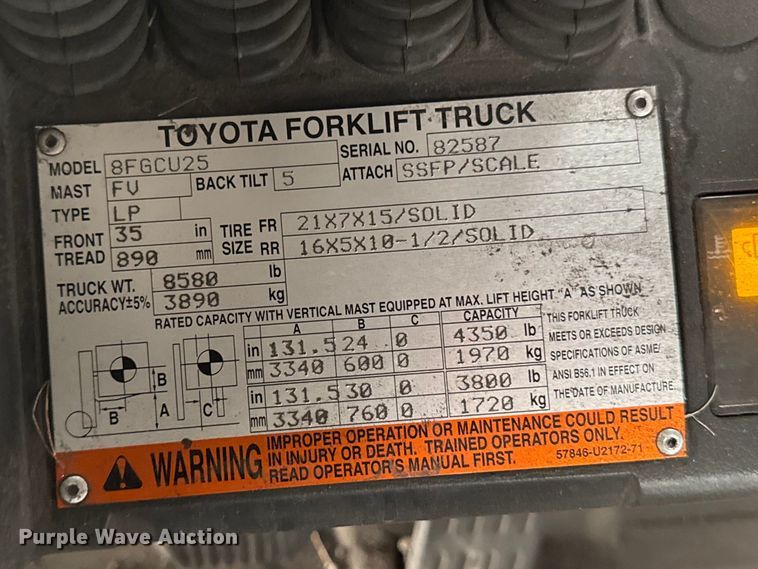 TOYOTA FORKLIFT TRUCK
MODEL 8FGCU25 SERIAL NO. 82587
MAST FV BACK TILT 5 ATTACH SSFP/SCALE
TYPE LP
FRONT TREAD 35 in TIRE SIZE FR 21X7X15/SOLID
890 mm RR 16X5X10-1/2/SOLID
TRUCK WT. 8580 lb
ACCURACY±5% 3890 kg
RATED CAPACITY WITH VERTICAL MAST EQUIPPED AT MAX. LIFT HEIGHT "A" AS SHOWN
A B C CAPACITY
in 131.5 24 0 4350 lb
mm 3340 600 0 1970 kg
in 131.5 30 0 3800 lb
mm 3340 760 0 1720 kg
B B A C
THIS FORKLIFT TRUCK
MEETS OR EXCEEDS DESIGN
SPECIFICATIONS OF ASME/
ANSI B56.1 IN EFFECT ON
THE DATE OF MANUFACTURE.
WARNING
IMPROPER OPERATION OR MAINTENANCE COULD RESULT
IN INJURY OR DEATH. TRAINED OPERATORS ONLY.
READ OPERATOR'S MANUAL FIRST.
57846-U2172-71
Purple Wave Auction